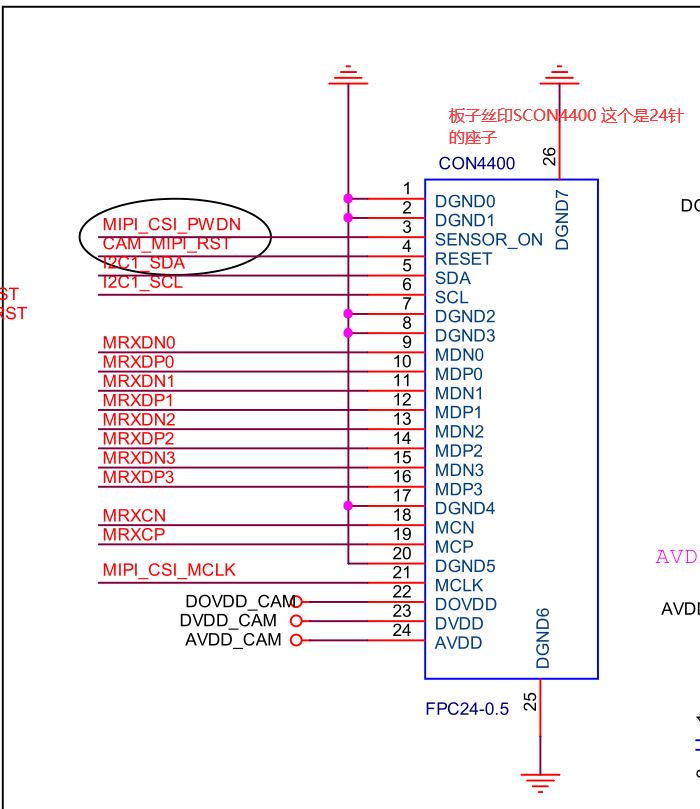 板子丝印SCON4400 这个是24针
的座子
CON4400
26
DGND7
1 DGND0
2 DGND1
MIPI_CSI_PWDN 3 SENSOR_ON
CAM_MIPI_RST 4 RESET
I2C1_SDA 5 SDA
I2C1_SCL 6 SCL
7 DGND2
8 DGND3
MRXDN0 9 MDN0
MRXDP0 10 MDP0
MRXDN1 11 MDN1
MRXDP1 12 MDP1
MRXDN2 13 MDN2
MRXDP2 14 MDP2
MRXDN3 15 MDN3
MRXDP3 16 MDP3
17 DGND4
MRXCN 18 MCN
MRXCP 19 MCP
20 DGND5
MIPI_CSI_MCLK 21 MCLK
DOVDD_CAM 22 DOVDD
DVDD_CAM 23 DVDD
AVDD_CAM 24 AVDD
DGND6
25
FPC24-0.5
ST
RST
AVD